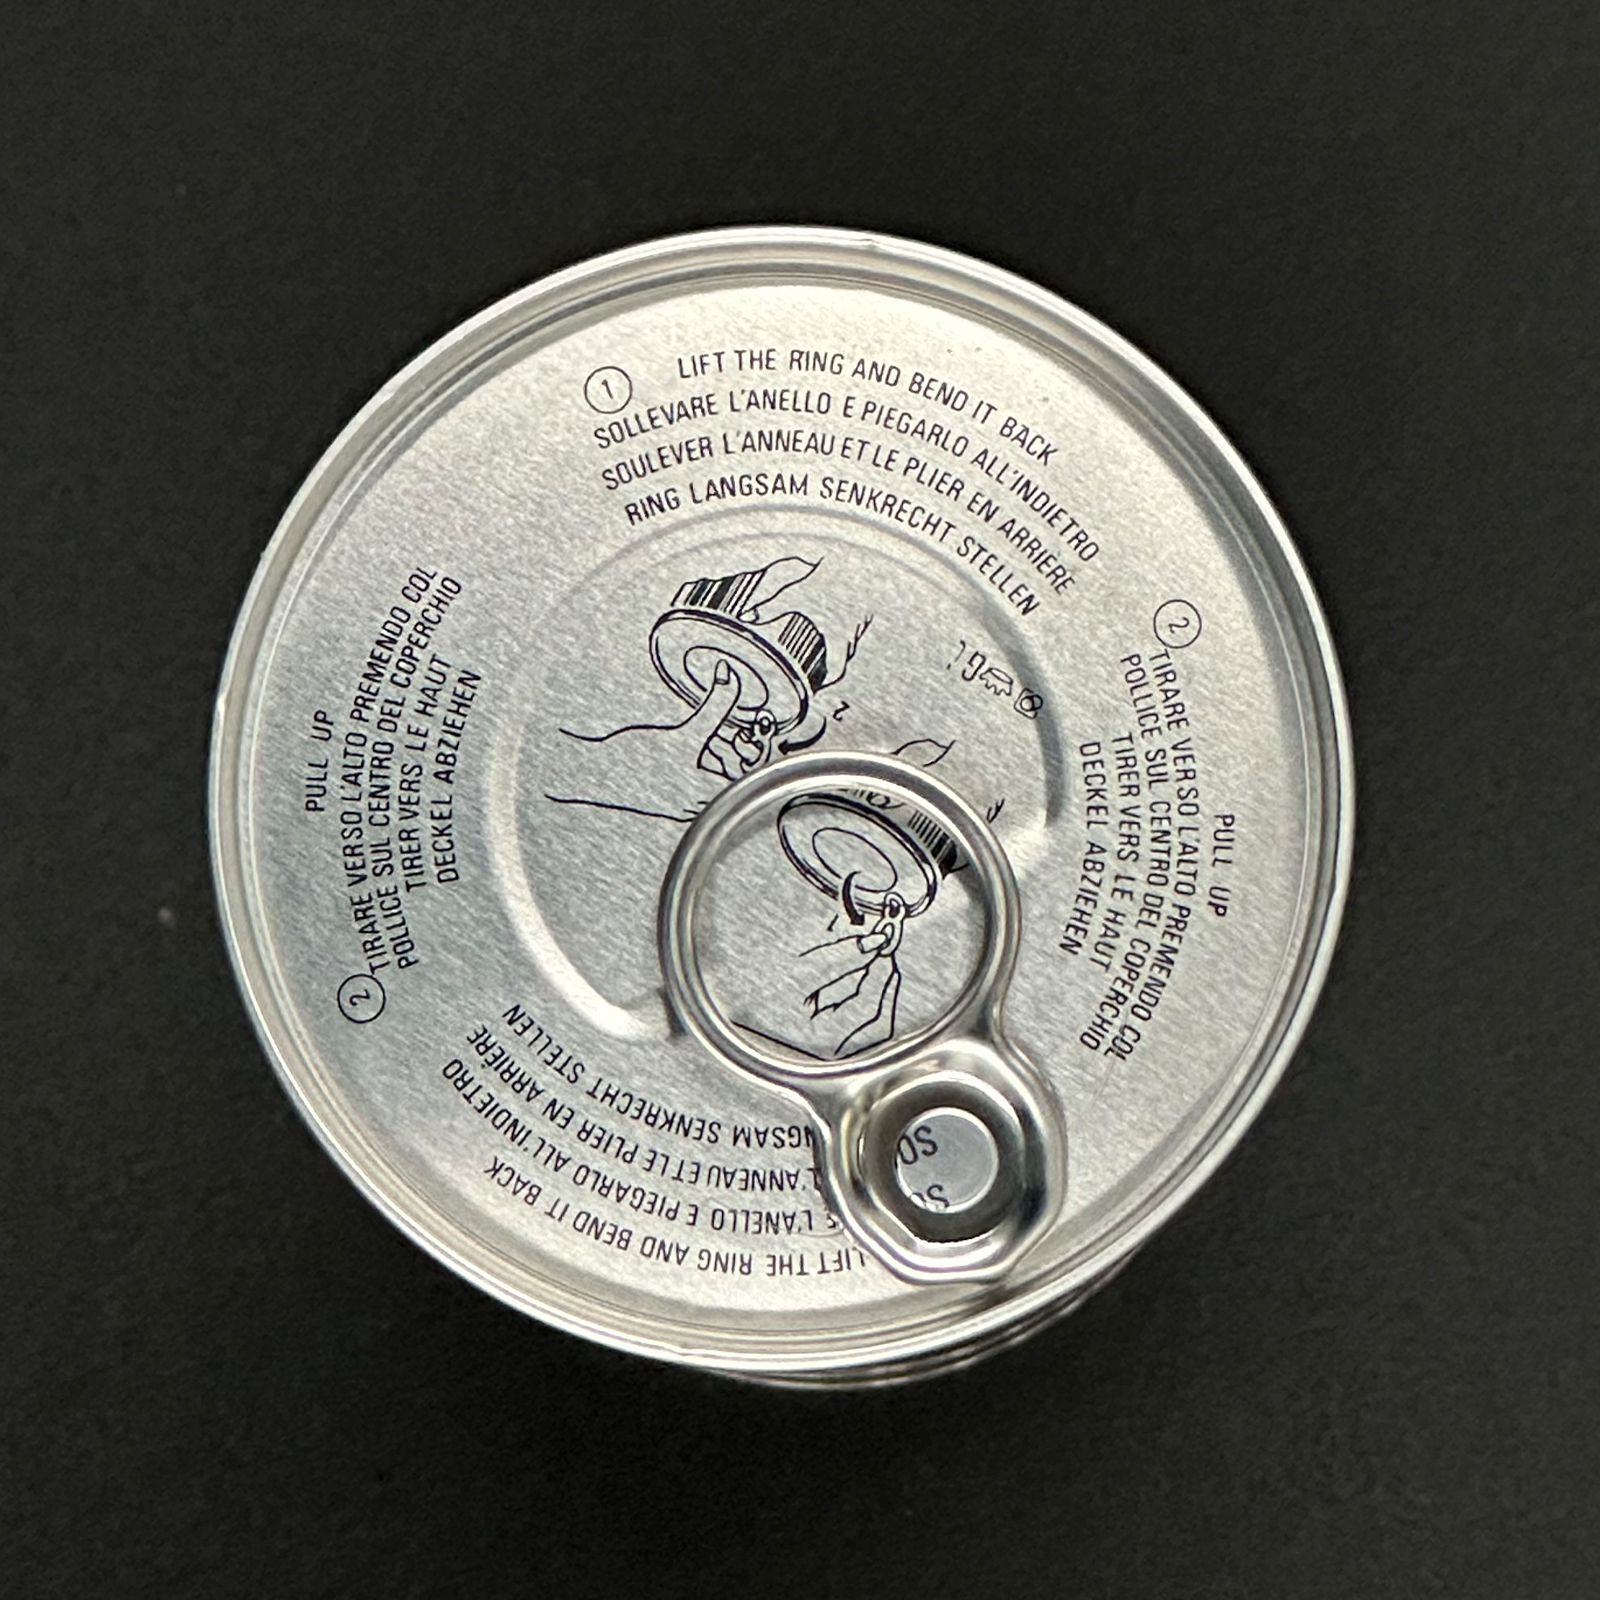 1
LIFT THE RING AND BEND IT BACK
SOLLEVARE L'ANELLO E PIEGARLO ALL'INDIETRO
SOULEVER L'ANNEAU ET LE PLIER EN ARRIÈRE
RING LANGSAM SENKRECHT STELLEN
2
PULL UP
TIRARE VERSO L'ALTO PREMENDO COL
POLLICE SUL CENTRO DEL COPERCHIO
TIRER VERS LE HAUT
DECKEL ABZIEHEN
LIFT THE RING AND BEND IT BACK
L'ANELLO E PIEGARLO ALL'INDIETRO
L'ANNEAU ET LE PLIER EN ARRIÈRE
SENKRECHT STELLEN
2
PULL UP
TIRARE VERSO L'ALTO PREMENDO COL
POLLICE SUL CENTRO DEL COPERCHIO
TIRER VERS LE HAUT
DECKEL ABZIEHEN
2
1